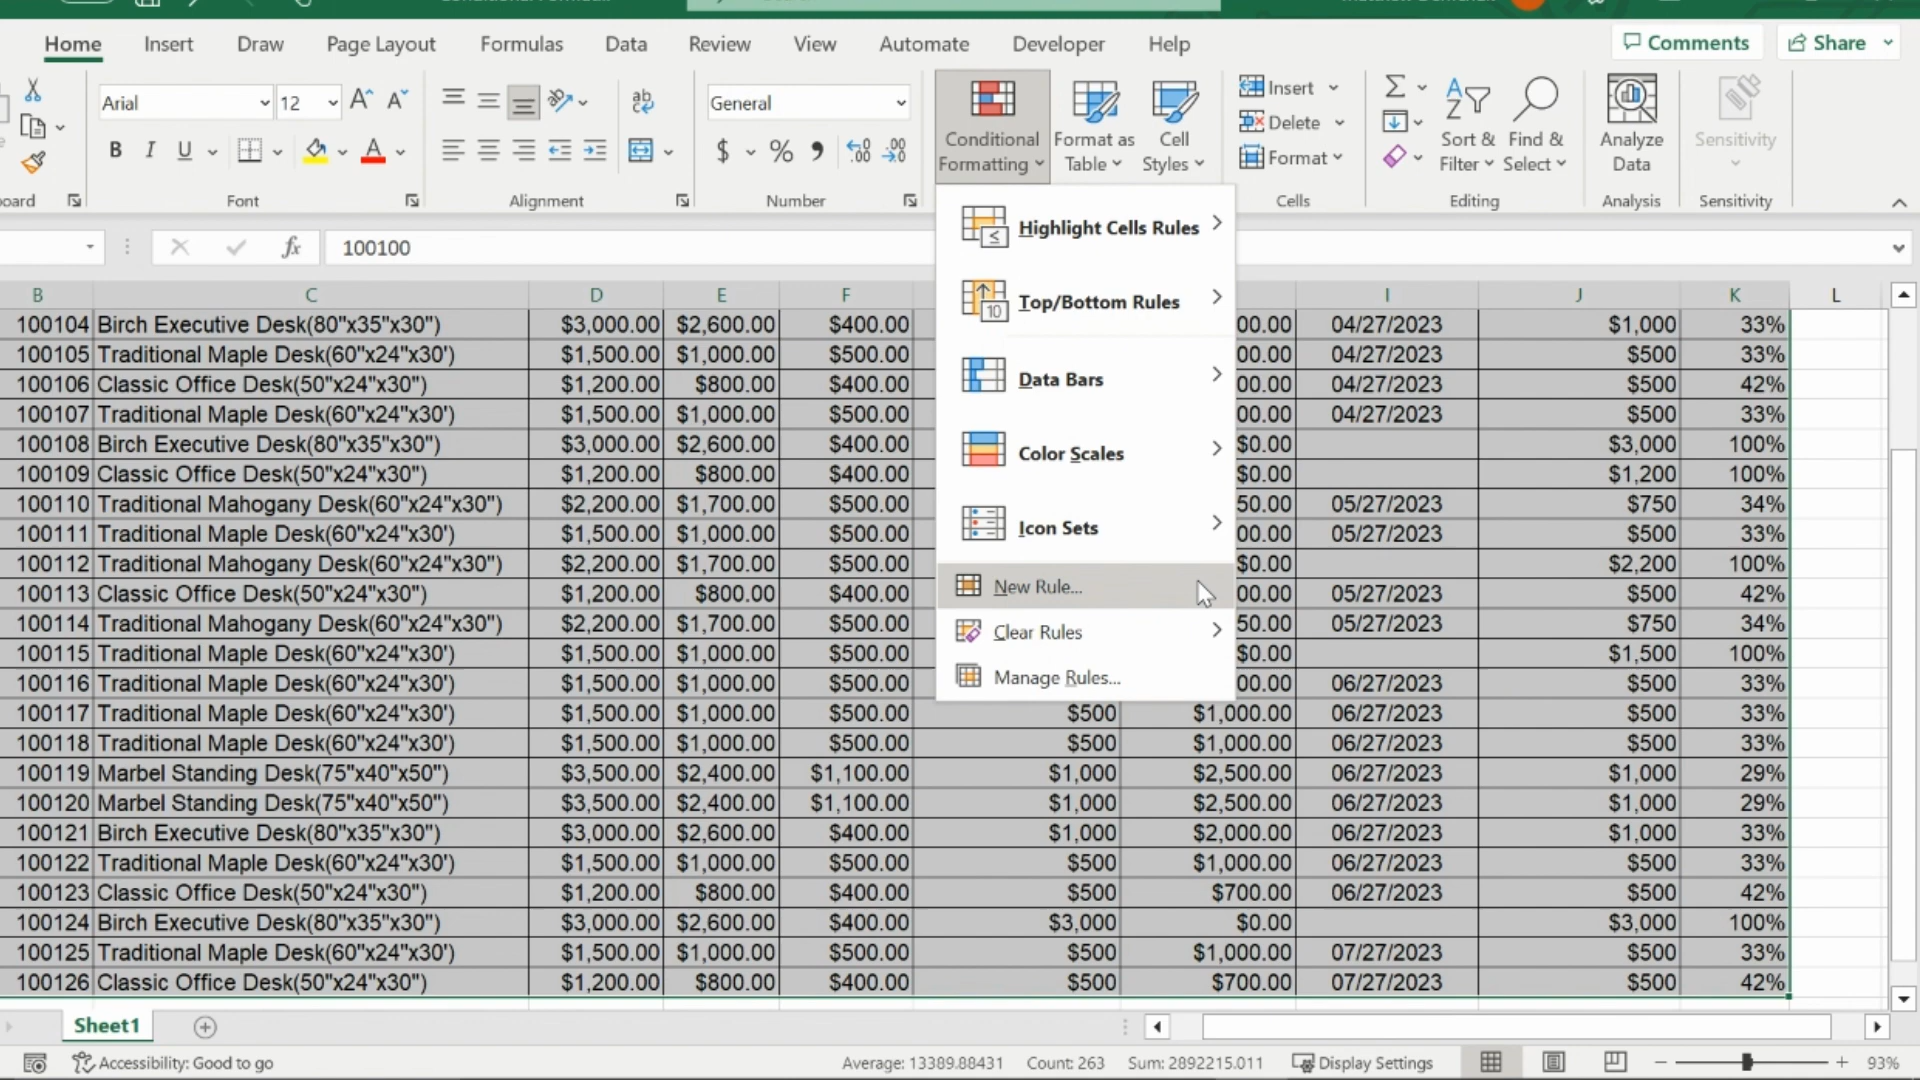 Home Insert Draw Page Layout Formulas Data Review View Automate Developer Help Comments Share
Arial 12 General
B I U $ % Conditional Formatting Format as Table Cell Styles Insert Delete Format Sort & Filter Find & Select Analyze Data Sensitivity
Font Alignment Number Cells Editing Analysis Sensitivity
fx 100100
B C D E F I J K L
100104 Birch Executive Desk(80"x35"x30") $3,000.00 $2,600.00 $400.00 00.00 04/27/2023 $1,000 33%
100105 Traditional Maple Desk(60"x24"x30') $1,500.00 $1,000.00 $500.00 00.00 04/27/2023 $500 33%
100106 Classic Office Desk(50"x24"x30") $1,200.00 $800.00 $400.00 00.00 04/27/2023 $500 42%
100107 Traditional Maple Desk(60"x24"x30') $1,500.00 $1,000.00 $500.00 00.00 04/27/2023 $500 33%
100108 Birch Executive Desk(80"x35"x30") $3,000.00 $2,600.00 $400.00 $0.00 $3,000 100%
100109 Classic Office Desk(50"x24"x30") $1,200.00 $800.00 $400.00 $0.00 $1,200 100%
100110 Traditional Mahogany Desk(60"x24"x30") $2,200.00 $1,700.00 $500.00 50.00 05/27/2023 $750 34%
100111 Traditional Maple Desk(60"x24"x30') $1,500.00 $1,000.00 $500.00 00.00 05/27/2023 $500 33%
100112 Traditional Mahogany Desk(60"x24"x30") $2,200.00 $1,700.00 $500.00 $0.00 $2,200 100%
100113 Classic Office Desk(50"x24"x30") $1,200.00 $800.00 $400.00 00.00 05/27/2023 $500 42%
100114 Traditional Mahogany Desk(60"x24"x30") $2,200.00 $1,700.00 $500.00 50.00 05/27/2023 $750 34%
100115 Traditional Maple Desk(60"x24"x30') $1,500.00 $1,000.00 $500.00 $0.00 $1,500 100%
100116 Traditional Maple Desk(60"x24"x30') $1,500.00 $1,000.00 $500.00 00.00 06/27/2023 $500 33%
100117 Traditional Maple Desk(60"x24"x30') $1,500.00 $1,000.00 $500.00 $500 $1,000.00 06/27/2023 $500 33%
100118 Traditional Maple Desk(60"x24"x30') $1,500.00 $1,000.00 $500.00 $500 $1,000.00 06/27/2023 $500 33%
100119 Marbel Standing Desk(75"x40"x50") $3,500.00 $2,400.00 $1,100.00 $1,000 $2,500.00 06/27/2023 $1,000 29%
100120 Marbel Standing Desk(75"x40"x50") $3,500.00 $2,400.00 $1,100.00 $1,000 $2,500.00 06/27/2023 $1,000 29%
100121 Birch Executive Desk(80"x35"x30") $3,000.00 $2,600.00 $400.00 $1,000 $2,000.00 06/27/2023 $1,000 33%
100122 Traditional Maple Desk(60"x24"x30') $1,500.00 $1,000.00 $500.00 $500 $1,000.00 06/27/2023 $500 33%
100123 Classic Office Desk(50"x24"x30") $1,200.00 $800.00 $400.00 $500 $700.00 06/27/2023 $500 42%
100124 Birch Executive Desk(80"x35"x30") $3,000.00 $2,600.00 $400.00 $3,000 $0.00 $3,000 100%
100125 Traditional Maple Desk(60"x24"x30') $1,500.00 $1,000.00 $500.00 $500 $1,000.00 07/27/2023 $500 33%
100126 Classic Office Desk(50"x24"x30") $1,200.00 $800.00 $400.00 $500 $700.00 07/27/2023 $500 42%
Highlight Cells Rules
Top/Bottom Rules
Data Bars
Color Scales
Icon Sets
New Rule...
Clear Rules
Manage Rules...
Sheet1
Accessibility: Good to go Average: 13389.88431 Count: 263 Sum: 2892215.011 Display Settings 93%